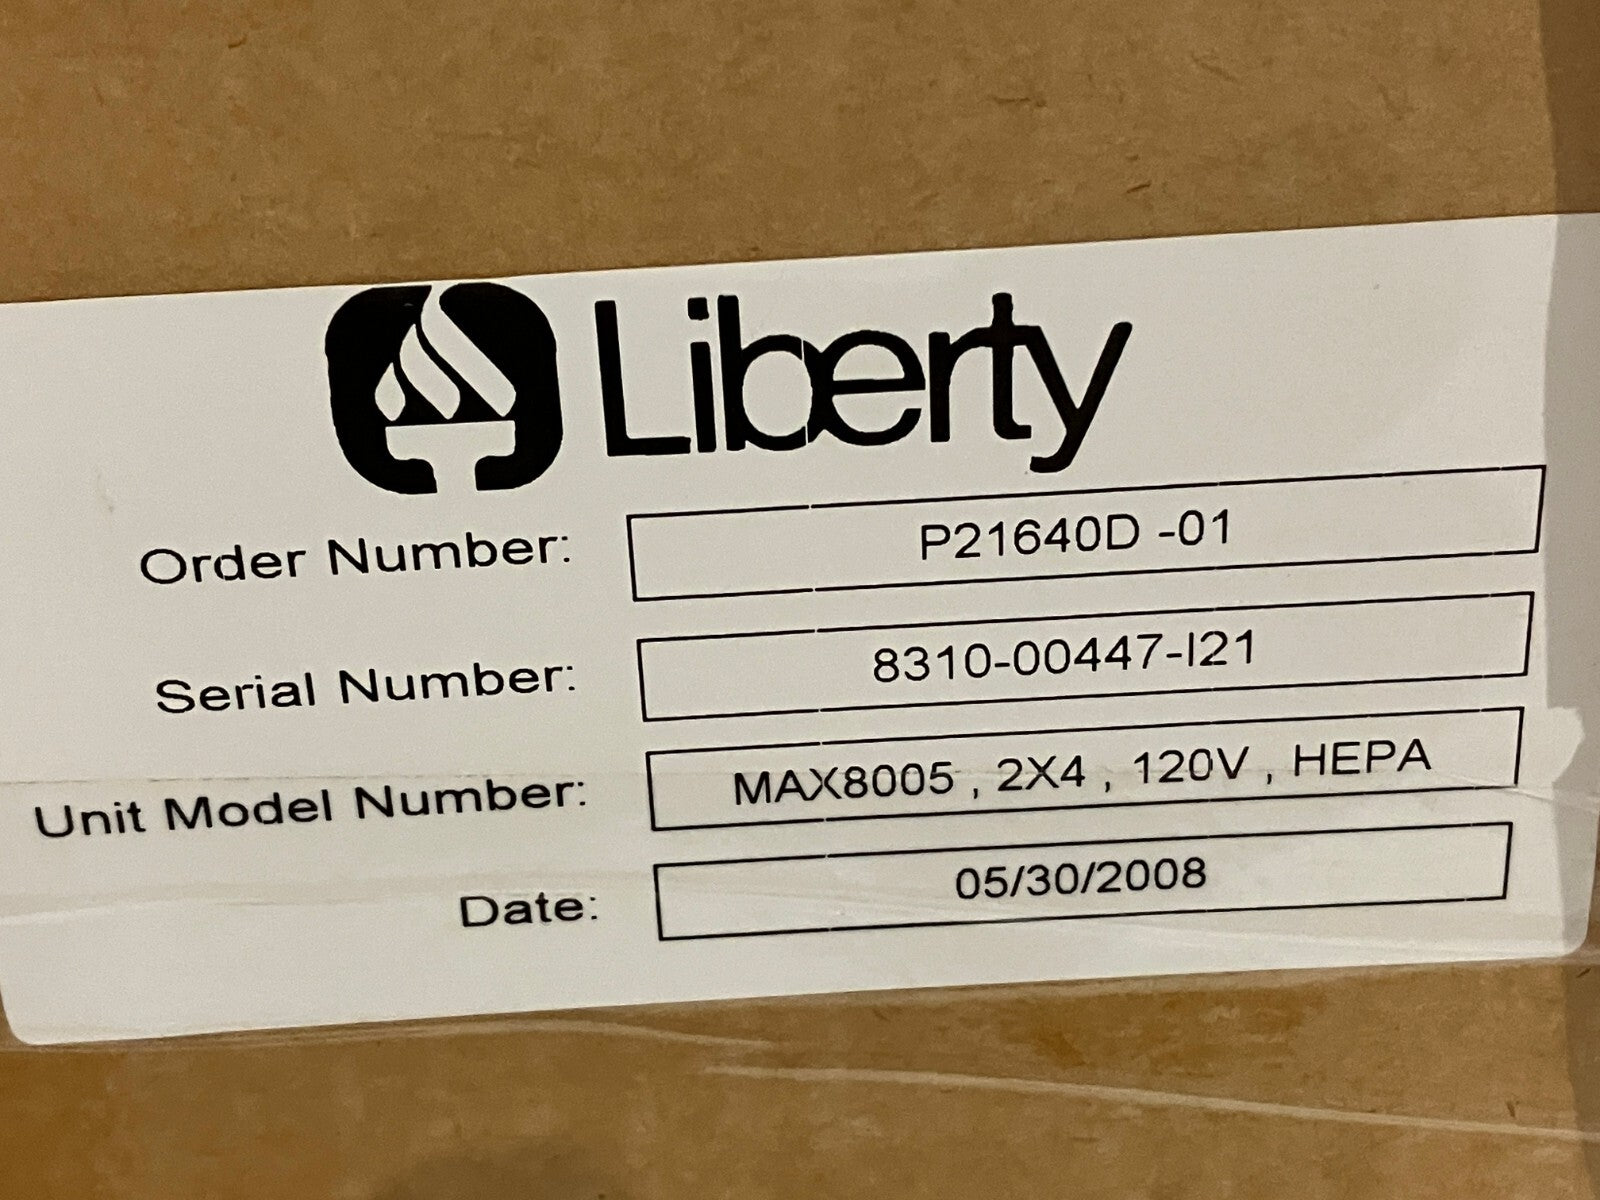 Liberty
Order Number: P21640D -01
Serial Number: 8310-00447-I21
Unit Model Number: MAX8005 , 2X4 , 120V , HEPA
Date: 05/30/2008